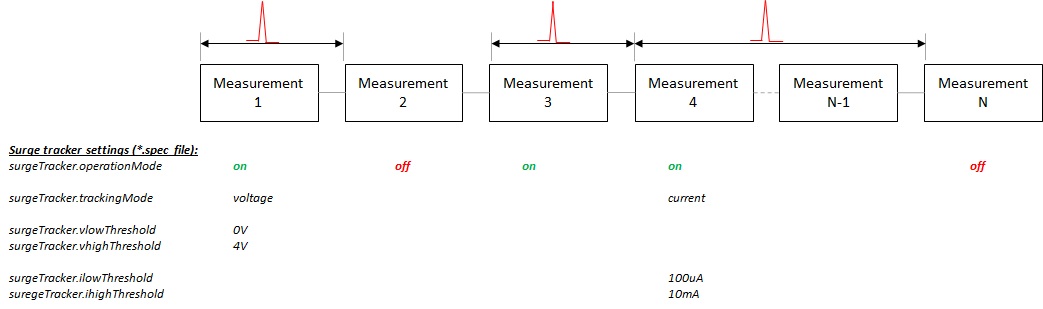 Measurement Measurement Measurement Measurement Measurement Measurement
1 2 3 4 N-1 N
Surge tracker settings (*.spec file):
surgeTracker.operationMode on off on on off
surgeTracker.trackingMode voltage current
surgeTracker.vlowThreshold 0V
surgeTracker.vhighThreshold 4V
surgeTracker.ilowThreshold 100uA
suregeTracker.ihighThreshold 10mA